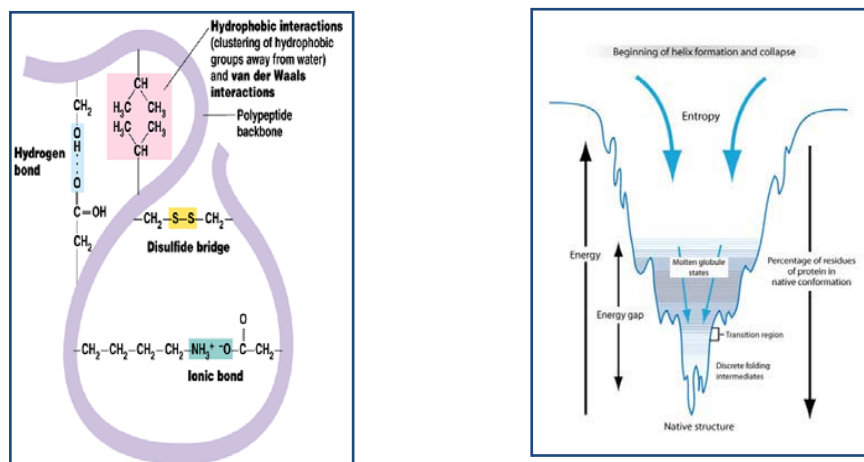 Hydrophobic interactions
(clustering of hydrophobic
groups away from water)
and van der Waals
interactions
CH
H₃C CH₃
H₃C CH₃
CH
Polypeptide
backbone
CH₂
OH
O
C=OH
CH₂
Hydrogen
bond
CH₂-S-S-CH₂
Disulfide bridge
O
-CH₂-CH₂-CH₂-CH₂-NH₃⁺ ⁻O-C-CH₂-
Ionic bond
Beginning of helix formation and collapse
Entropy
Energy
Molten globule
states
Percentage of residues
of protein in
native conformation
Energy gap
Transition region
Discrete folding
intermediates
Native structure